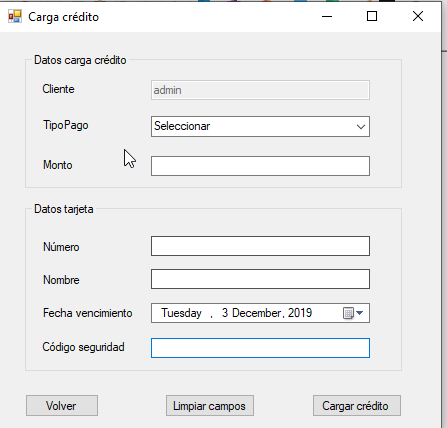 Carga crédito
Datos carga crédito
Cliente admin
TipoPago Seleccionar
Monto
Datos tarjeta
Número
Nombre
Fecha vencimiento Tuesday , 3 December, 2019
Código seguridad
Volver Limpiar campos Cargar crédito